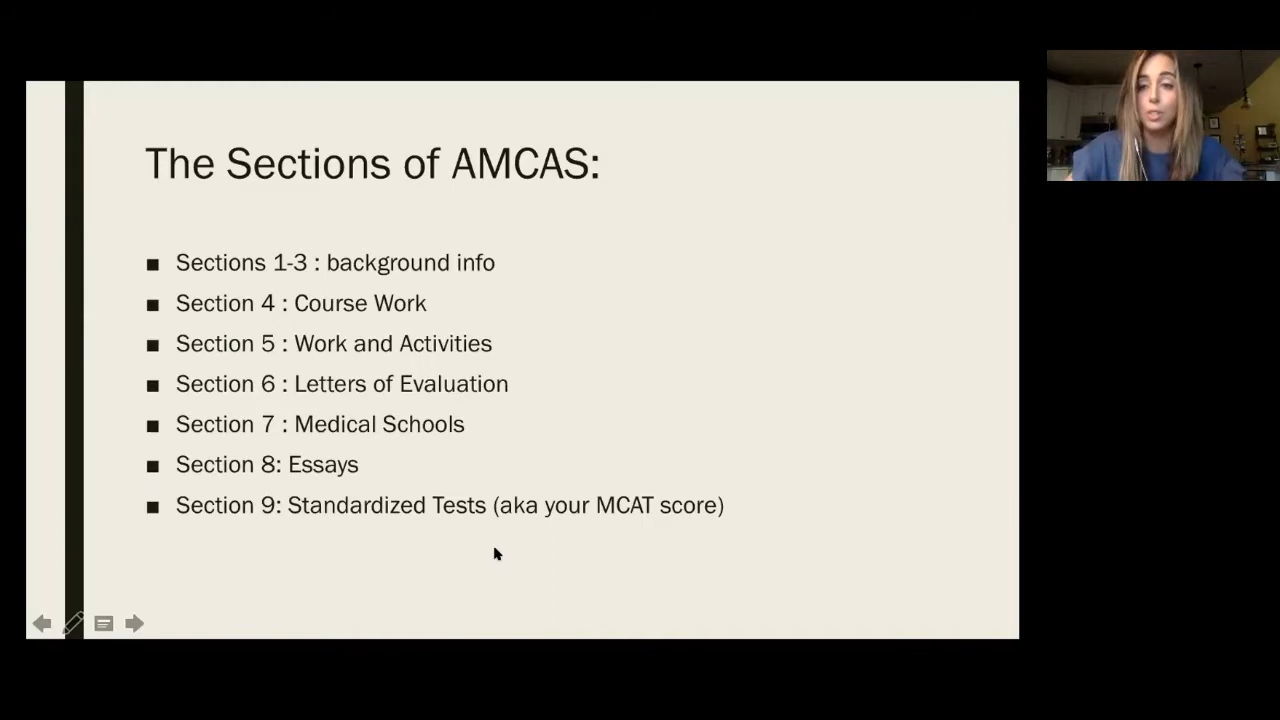 The Sections of AMCAS:
Sections 1-3 : background info
Section 4 : Course Work
Section 5 : Work and Activities
Section 6 : Letters of Evaluation
Section 7 : Medical Schools
Section 8: Essays
Section 9: Standardized Tests (aka your MCAT score)